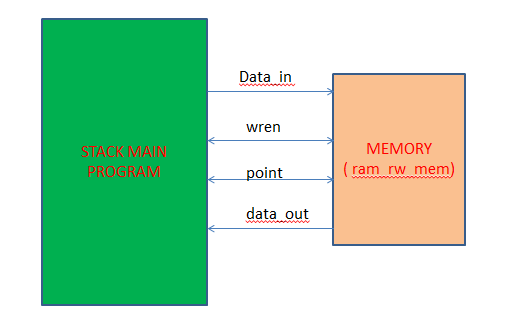 Data_in
wren
STACK MAIN
PROGRAM
MEMORY
( ram_rw_mem)
point
data_out